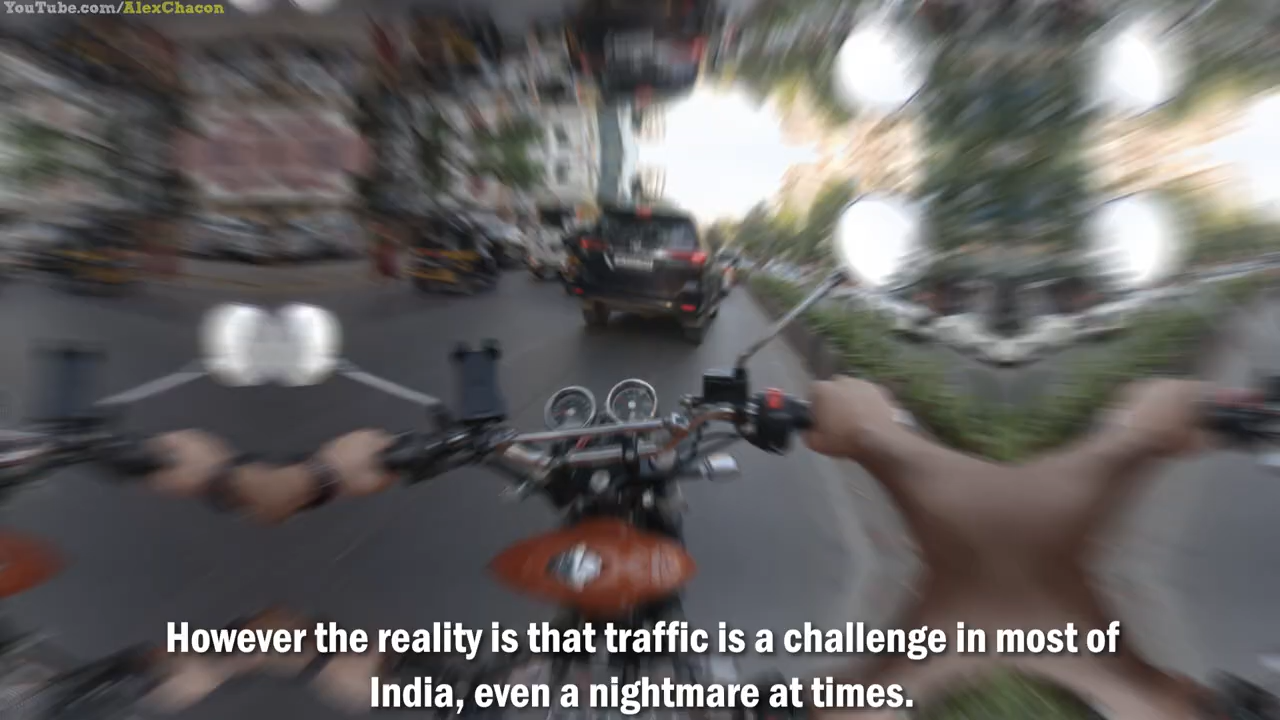 YouTube.com/AlexChacon
However the reality is that traffic is a challenge in most of
India, even a nightmare at times.